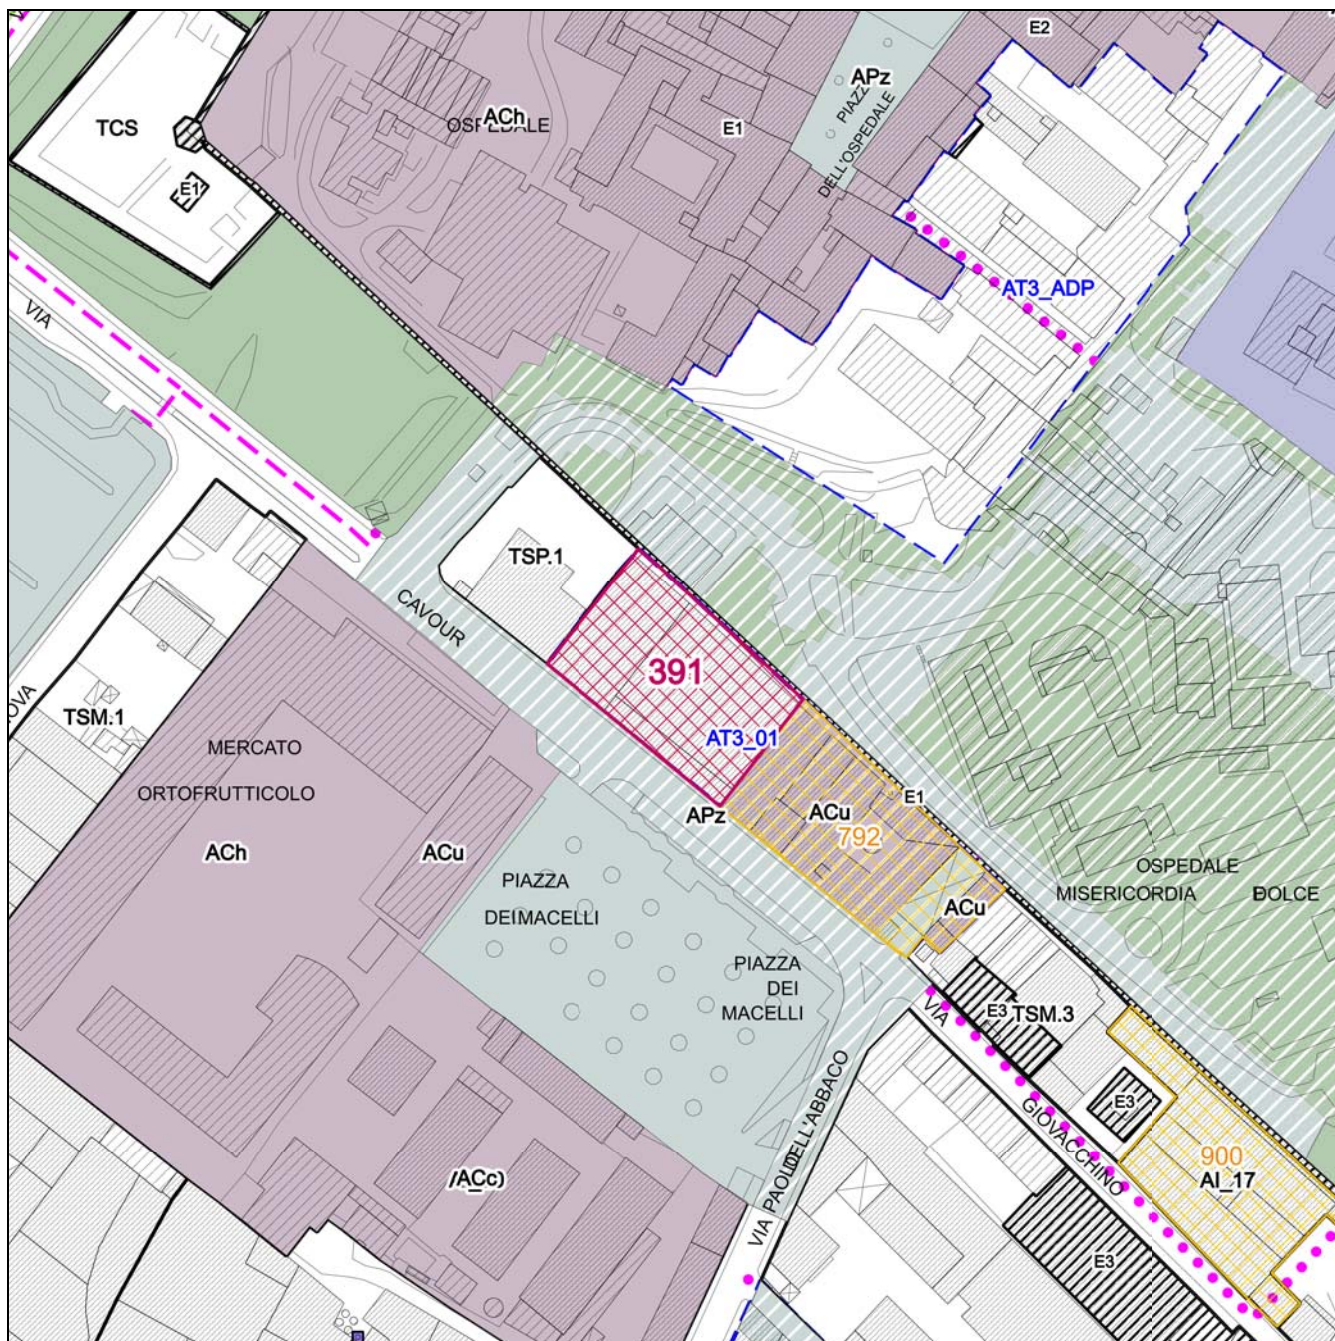 E2
APz
PIAZZ
DELL'OSPEDALE
ACh
OSPEDALE
E1
TCS
E1
AT3_ADP
VIA
TSP.1
CAVOUR
391
AT3_01
TSM.1
MERCATO
ORTOFRUTTICOLO
ACh
ACu
APz
ACu
792
E1
PIAZZA
DEI MACELLI
OSPEDALE
MISERICORDIA
DOLCE
ACu
PIAZZA
DEI
MACELLI
VIA
E3
TSM.3
GIOVACCHINO
E3
900
AI_17
VIA PAOLO
DELL'ABBACO
E3